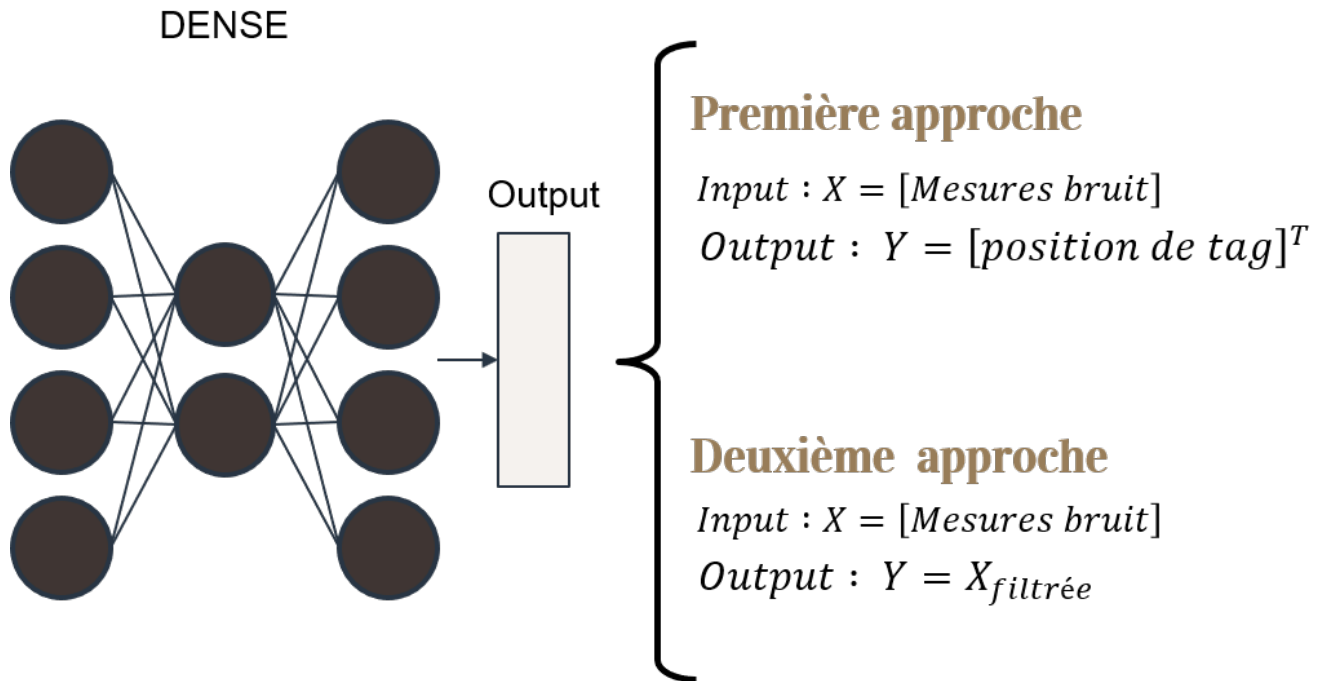 DENSE
Output
Première approche
Input : X = [Mesures bruit]
Output : Y = [position de tag]^T
Deuxième approche
Input : X = [Mesures bruit]
Output : Y = X_filtrée